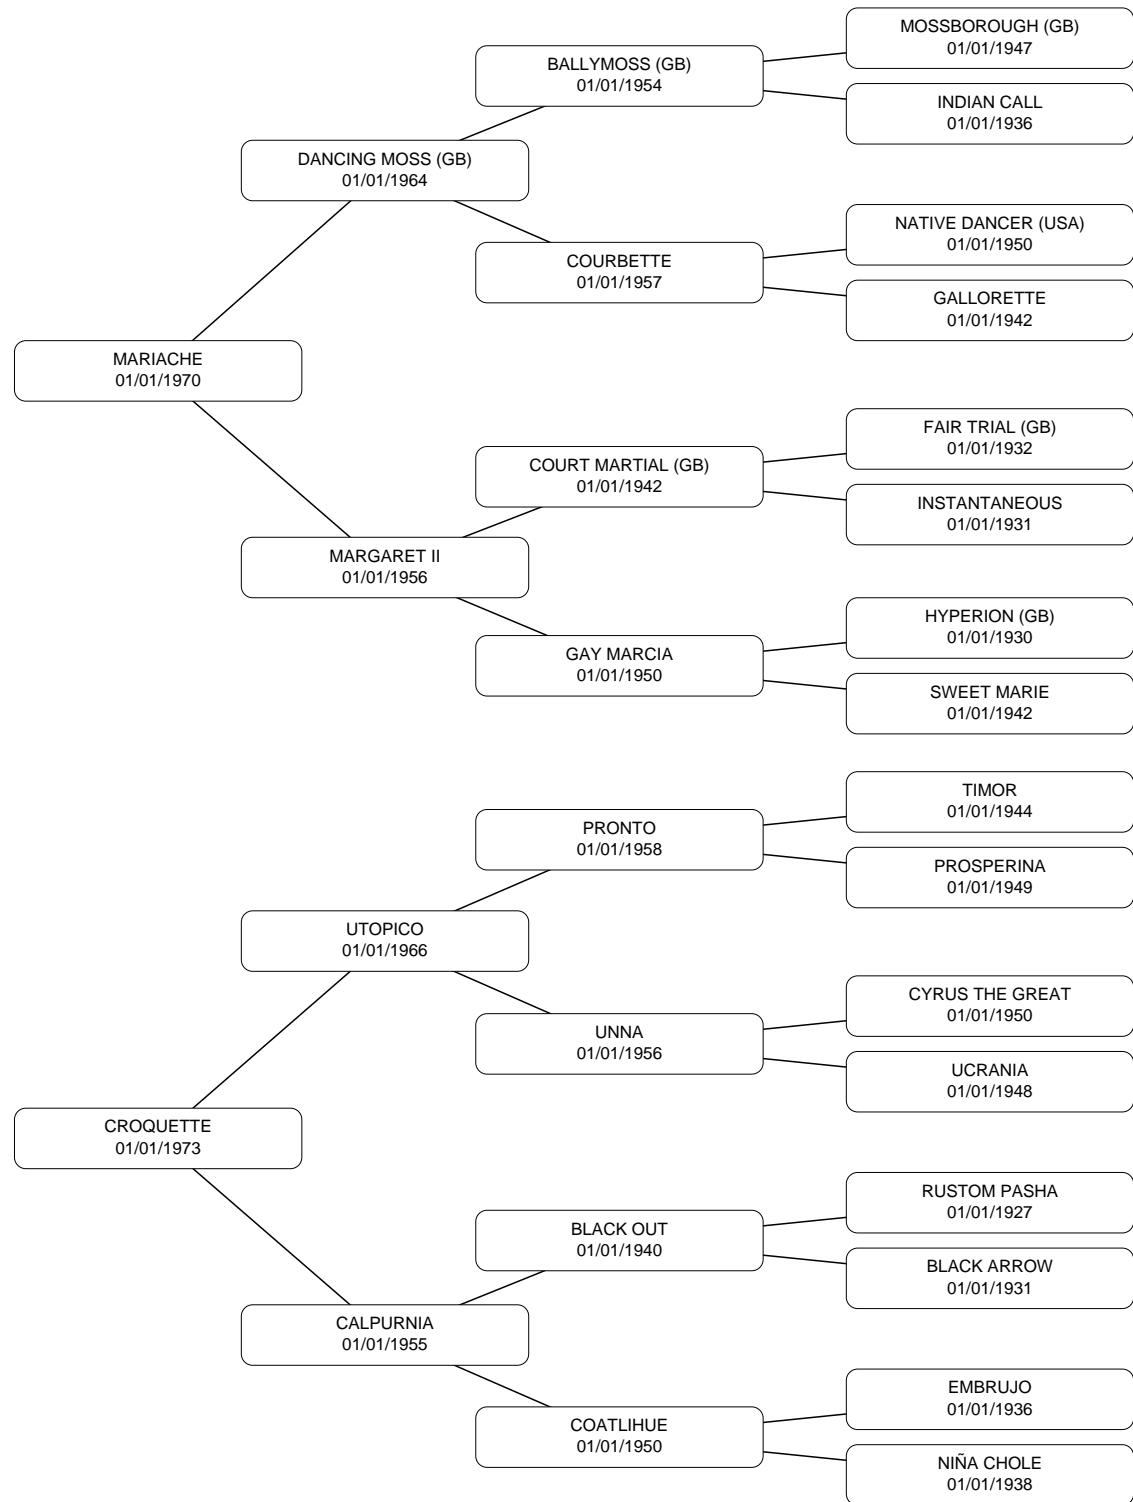 MOSSBOROUGH (GB)
01/01/1947
BALLYMOSS (GB)
01/01/1954
INDIAN CALL
01/01/1936
DANCING MOSS (GB)
01/01/1964
NATIVE DANCER (USA)
01/01/1950
COURBETTE
01/01/1957
GALLORETTE
01/01/1942
MARIACHE
01/01/1970
FAIR TRIAL (GB)
01/01/1932
COURT MARTIAL (GB)
01/01/1942
INSTANTANEOUS
01/01/1931
MARGARET II
01/01/1956
HYPERION (GB)
01/01/1930
GAY MARCIA
01/01/1950
SWEET MARIE
01/01/1942
TIMOR
01/01/1944
PRONTO
01/01/1958
PROSPERINA
01/01/1949
UTOPICO
01/01/1966
CYRUS THE GREAT
01/01/1950
UNNA
01/01/1956
UCRANIA
01/01/1948
CROQUETTE
01/01/1973
RUSTOM PASHA
01/01/1927
BLACK OUT
01/01/1940
BLACK ARROW
01/01/1931
CALPURNIA
01/01/1955
EMBRUJO
01/01/1936
COATLIHUE
01/01/1950
NIÑA CHOLE
01/01/1938